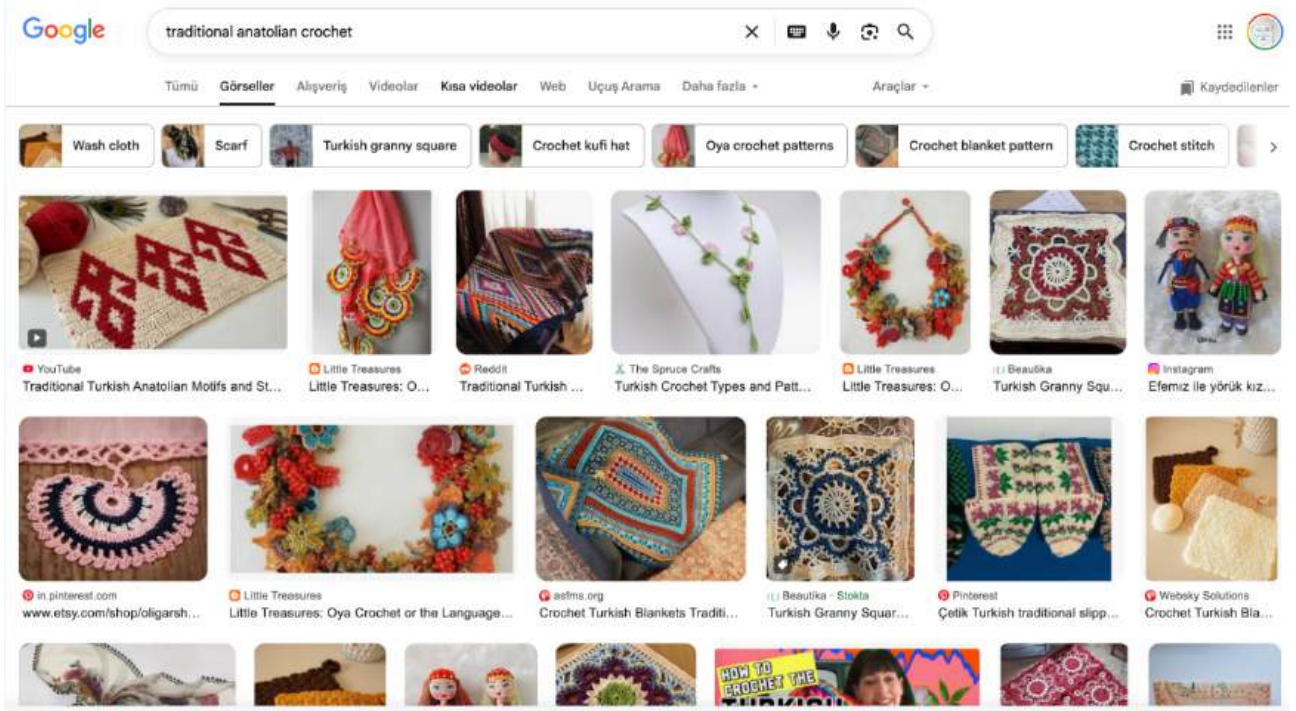 Google
traditional anatolian crochet
Tümü Görseller Alışveriş Videolar Kısa videolar Web Uçuş Arama Daha fazla Araçlar Kaydedilenler
Wash cloth Scarf Turkish granny square Crochet kufi hat Oya crochet patterns Crochet blanket pattern Crochet stitch
YouTube
Traditional Turkish Anatolian Motifs and St...
Little Treasures
Little Treasures: O...
Reddit
Traditional Turkish ...
The Spruce Crafts
Turkish Crochet Types and Patt...
Little Treasures
Little Treasures: O...
Beautika
Turkish Granny Squ...
Instagram
Efemız ile yörük kız...
in.pinterest.com
www.etsy.com/shop/oligarsh...
Little Treasures
Little Treasures: Oya Crochet or the Language...
asfms.org
Crochet Turkish Blankets Traditi...
Beautika · Stokta
Turkish Granny Squar...
Pinterest
Çetik Turkish traditional slipp...
Websky Solutions
Crochet Turkish Bla...
HOW TO
CROCHET THE
TURKISH